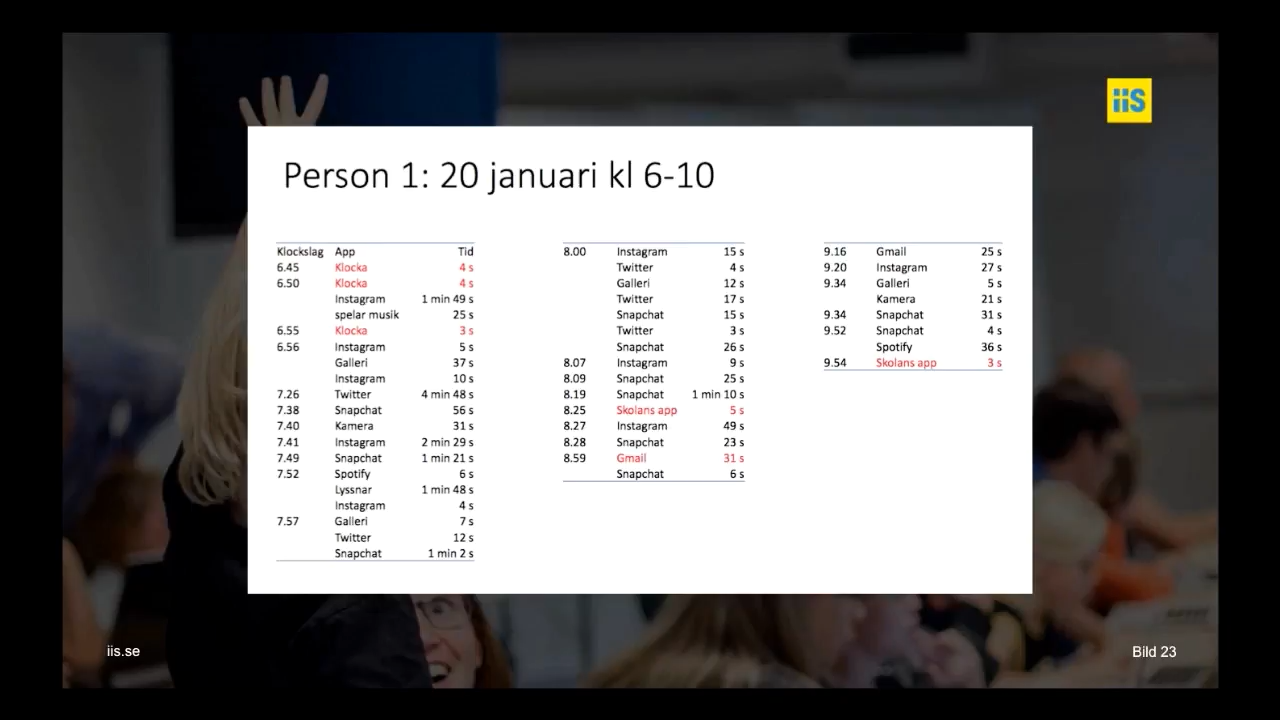 iiS
Person 1: 20 januari kl 6-10
Klockslag App Tid
6.45 Klocka 4 s
6.50 Klocka 4 s
Instagram 1 min 49 s
spelar musik 25 s
6.55 Klocka 3 s
6.56 Instagram 5 s
Galleri 37 s
Instagram 10 s
7.26 Twitter 4 min 48 s
7.38 Snapchat 56 s
7.40 Kamera 31 s
7.41 Instagram 2 min 29 s
7.49 Snapchat 1 min 21 s
7.52 Spotify 6 s
Lyssnar 1 min 48 s
Instagram 4 s
7.57 Galleri 7 s
Twitter 12 s
Snapchat 1 min 2 s
8.00 Instagram 15 s
Twitter 4 s
Galleri 12 s
Twitter 17 s
Snapchat 15 s
Twitter 3 s
Snapchat 26 s
8.07 Instagram 9 s
8.09 Snapchat 25 s
8.19 Snapchat 1 min 10 s
8.25 Skolans app 5 s
8.27 Instagram 49 s
8.28 Snapchat 23 s
8.59 Gmail 31 s
Snapchat 6 s
9.16 Gmail 25 s
9.20 Instagram 27 s
9.34 Galleri 5 s
Kamera 21 s
9.34 Snapchat 31 s
9.52 Snapchat 4 s
Spotify 36 s
9.54 Skolans app 3 s
iis.se
Bild 23